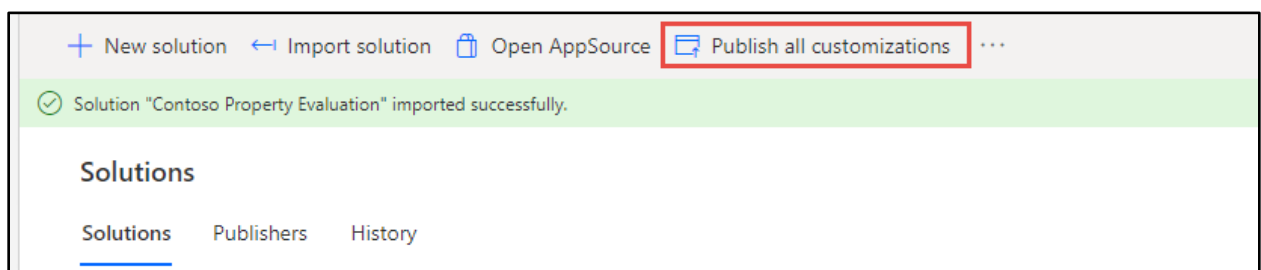 New solution Import solution Open AppSource Publish all customizations ...
Solution "Contoso Property Evaluation" imported successfully.
Solutions
Solutions Publishers History